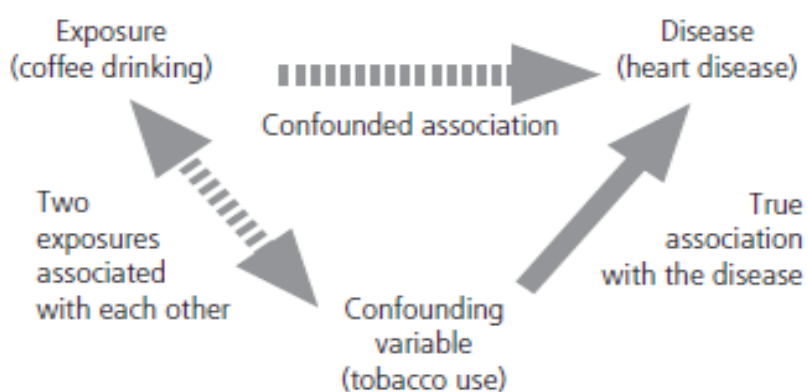 Exposure
(coffee drinking)
Disease
(heart disease)
Confounded association
Two
exposures
associated
with each other
True
association
with the disease
Confounding
variable
(tobacco use)